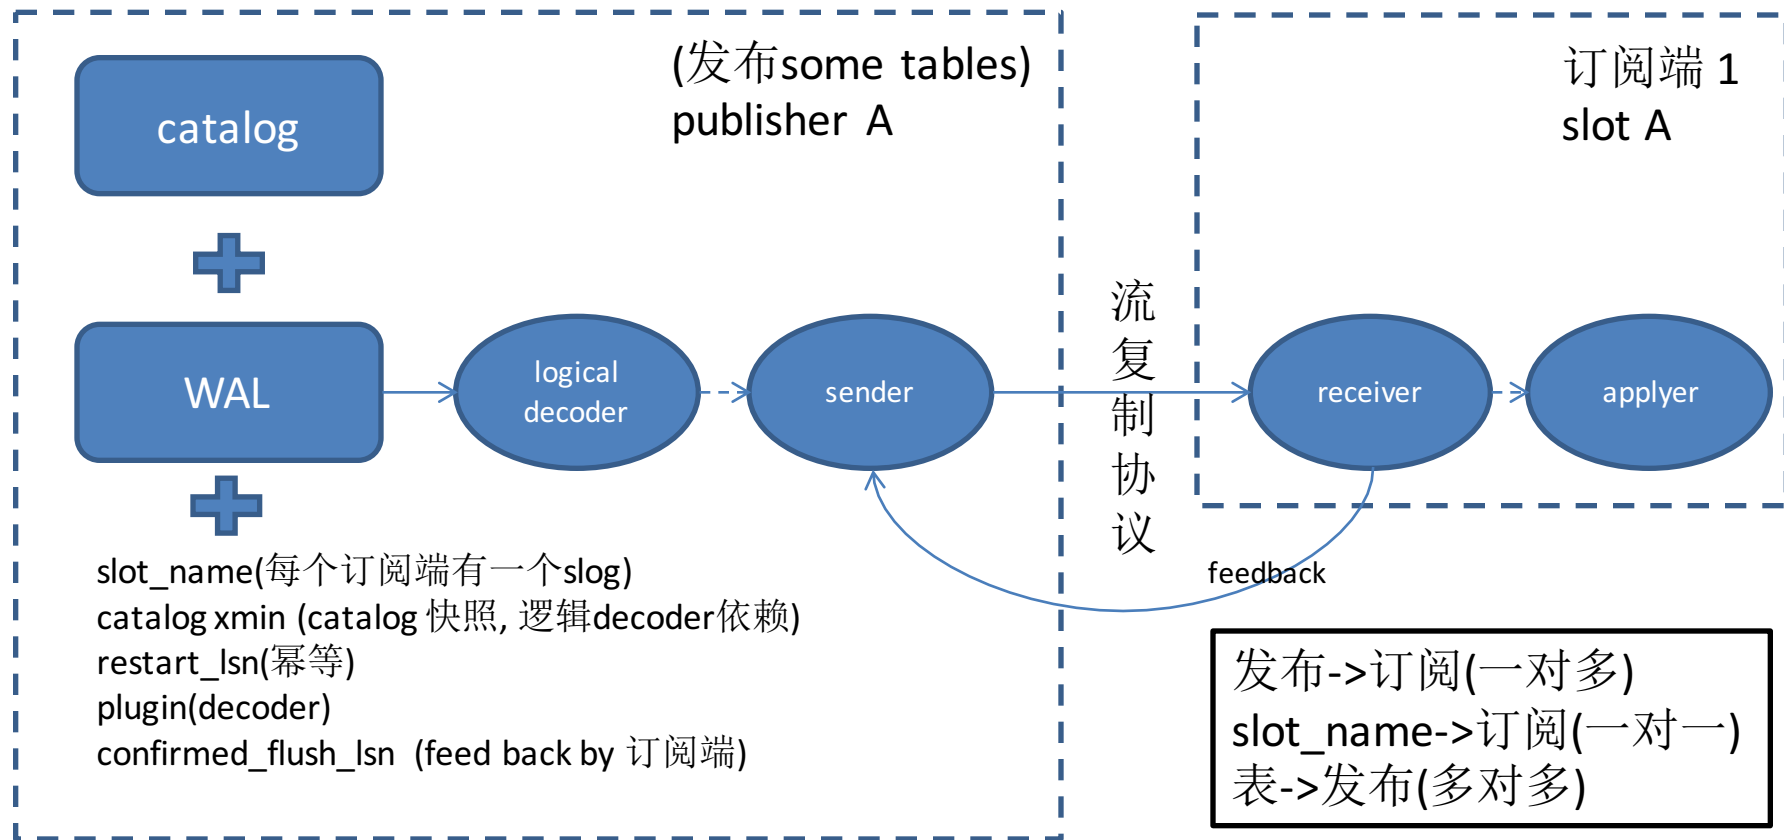 catalog
(发布some tables)
publisher A
订阅端 1
slot A
WAL
logical
decoder
sender
流复制协议
receiver
applyer
feedback
slot_name(每个订阅端有一个slog)
catalog xmin (catalog 快照, 逻辑decoder依赖)
restart_lsn(幂等)
plugin(decoder)
confirmed_flush_lsn (feed back by 订阅端)
发布->订阅(一对多)
slot_name->订阅(一对一)
表->发布(多对多)